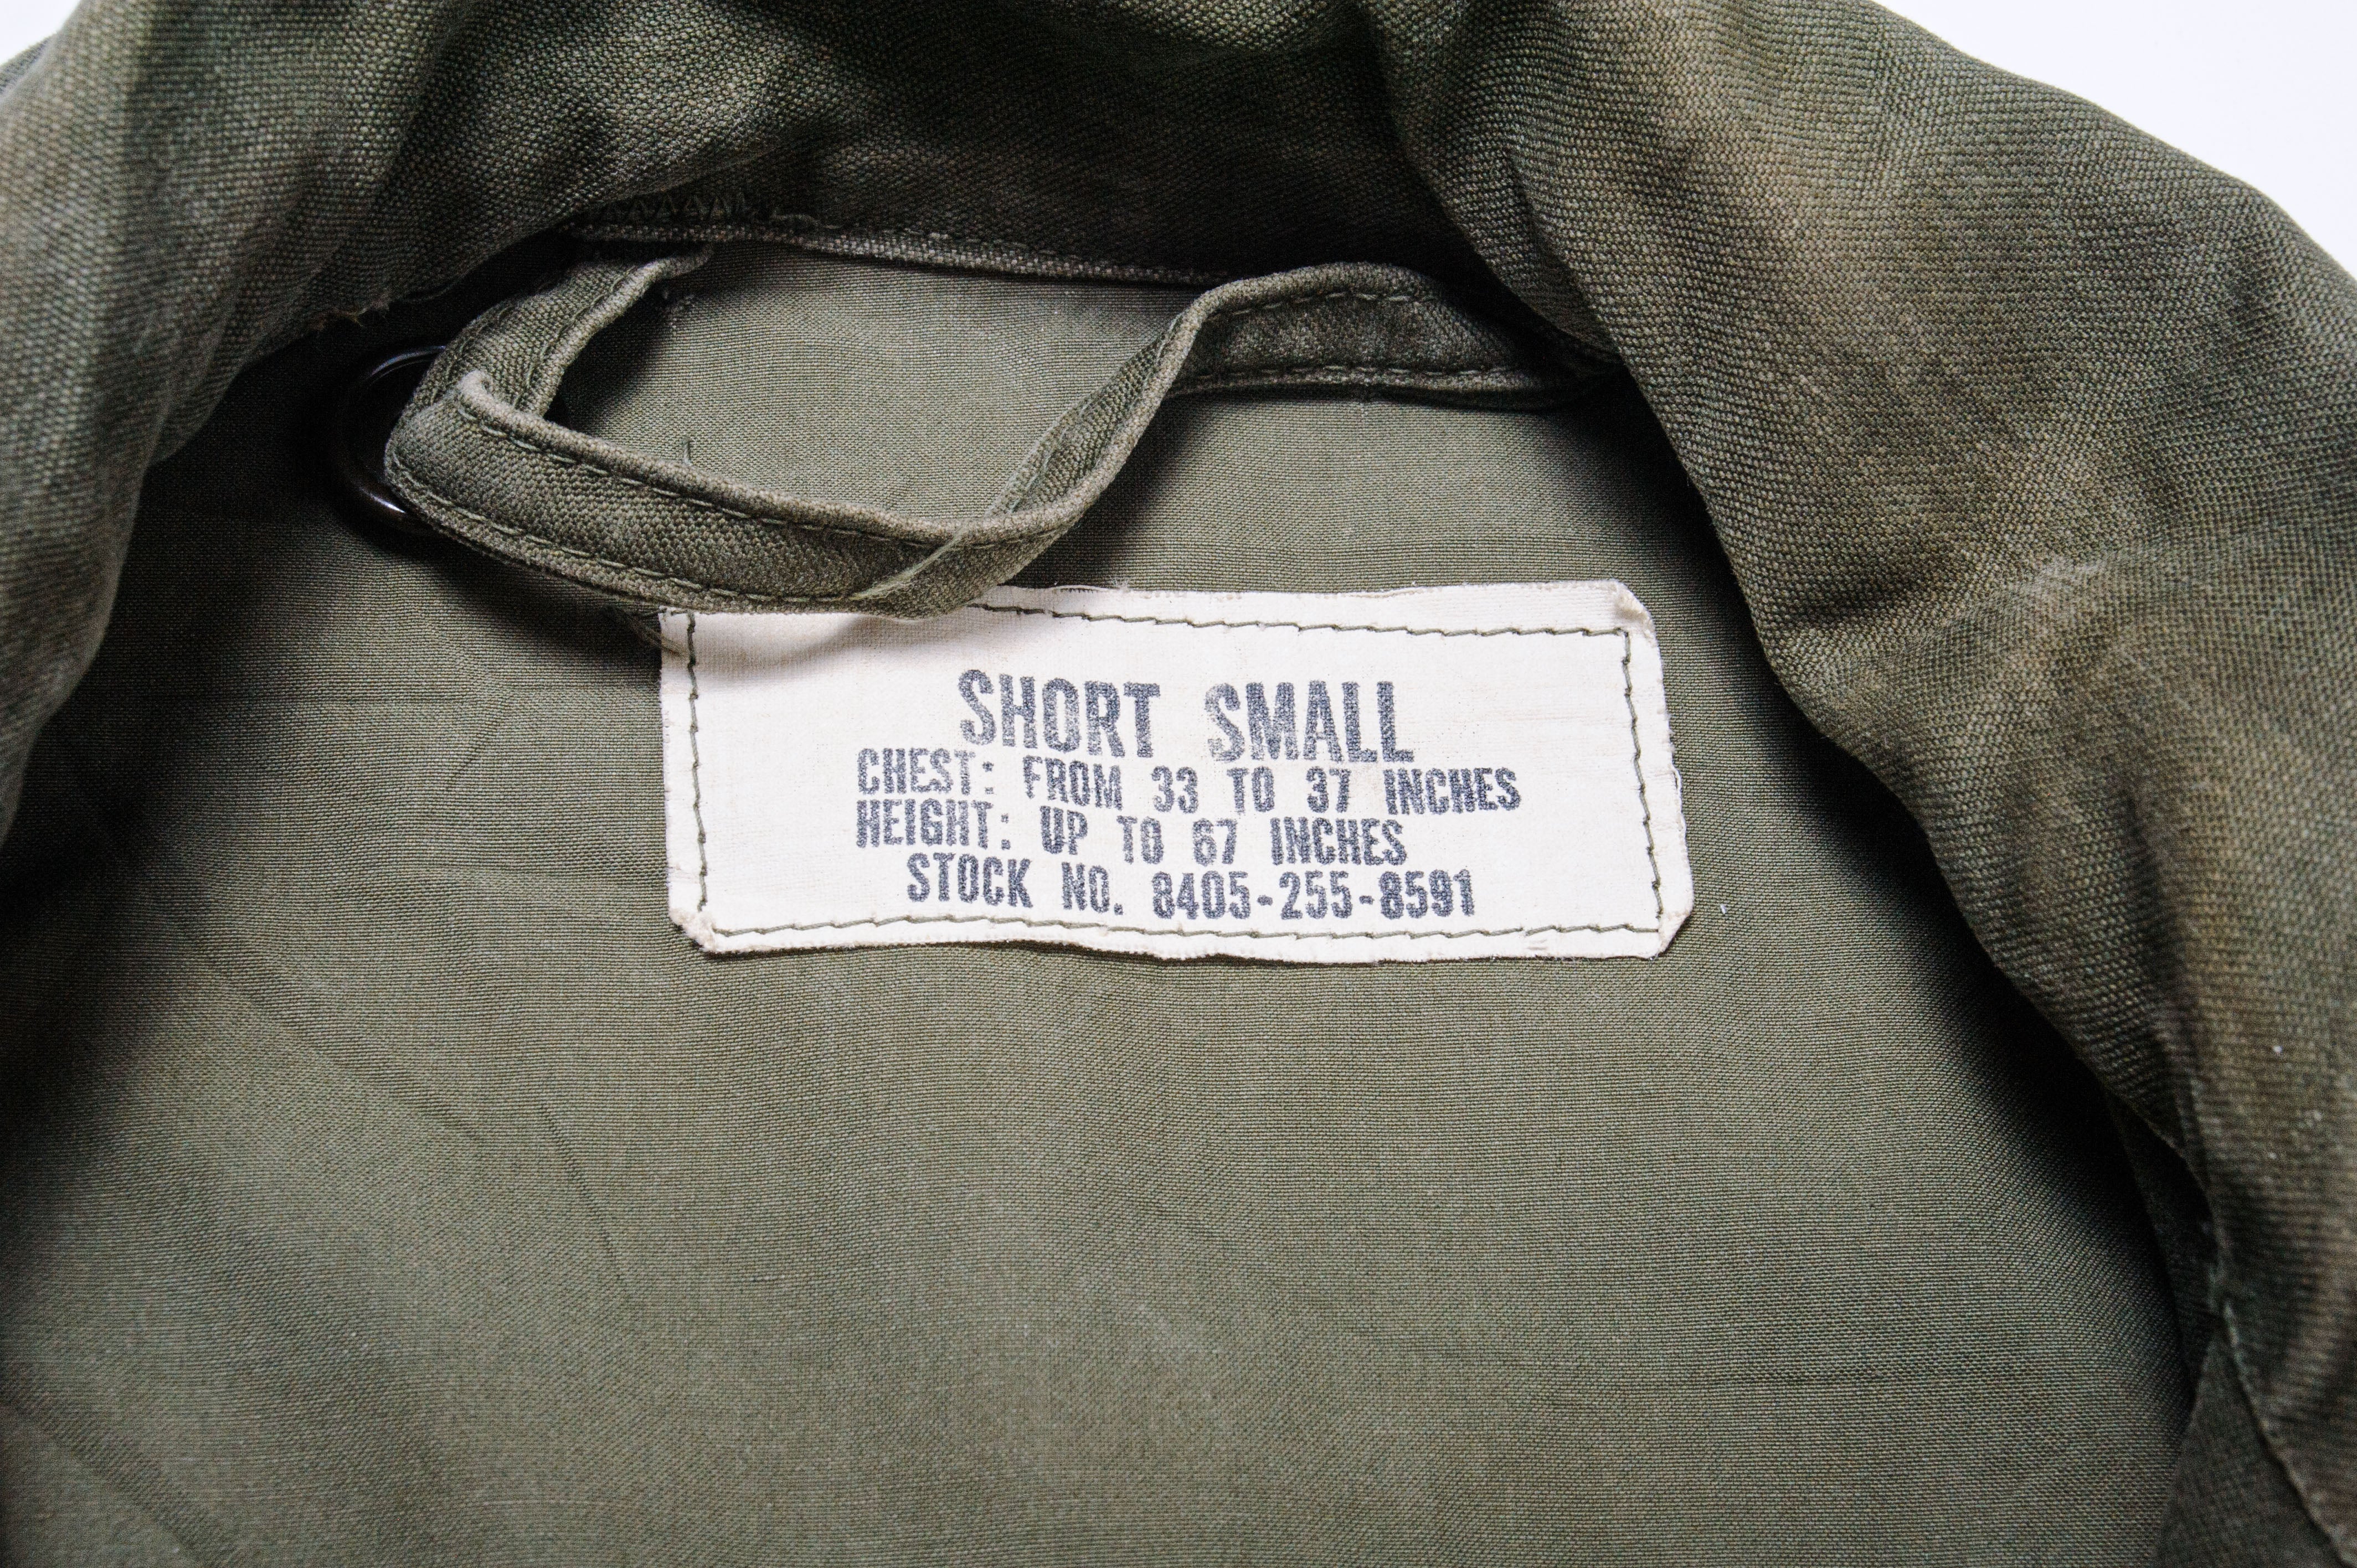 SHORT SMALL
CHEST: FROM 33 TO 37 INCHES
HEIGHT: UP TO 67 INCHES
STOCK NO. 8405-255-8591